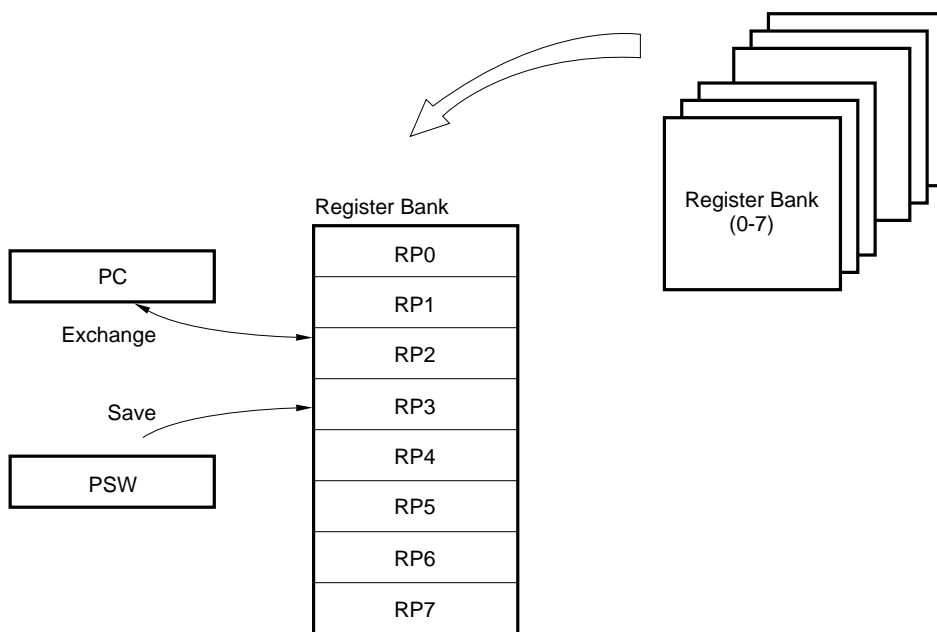 Register Bank
(0-7)
Register Bank
RP0
PC
RP1
Exchange
RP2
Save
RP3
RP4
PSW
RP5
RP6
RP7